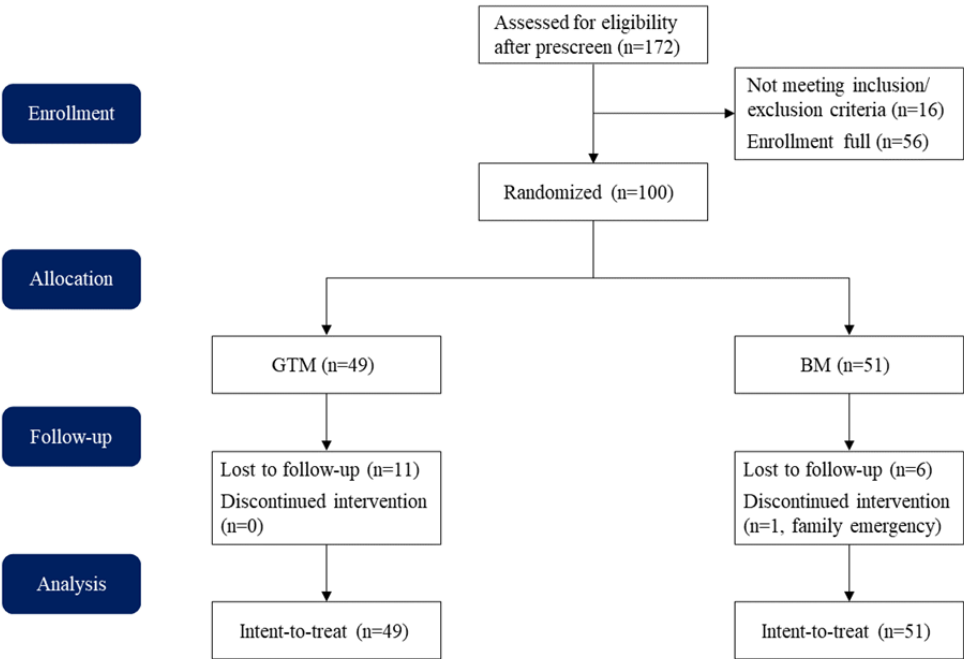 Assessed for eligibility
after prescreen (n=172)
Enrollment
Not meeting inclusion/
exclusion criteria (n=16)
Enrollment full (n=56)
Randomized (n=100)
Allocation
GTM (n=49)
BM (n=51)
Follow-up
Lost to follow-up (n=11)
Discontinued intervention
(n=0)
Lost to follow-up (n=6)
Discontinued intervention
(n=1, family emergency)
Analysis
Intent-to-treat (n=49)
Intent-to-treat (n=51)